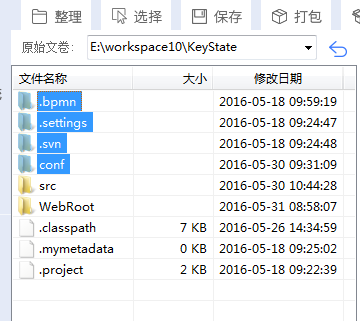 整理 选择 保存 打包
原始文卷: E:\workspace10\KeyState
文件名称 大小 修改日期
.bpmn 2016-05-18 09:59:19
.settings 2016-05-18 09:24:47
.svn 2016-05-18 09:24:48
conf 2016-05-30 09:31:09
src 2016-05-30 10:44:28
WebRoot 2016-05-31 08:58:07
.classpath 7 KB 2016-05-26 14:34:59
.mymetadata 0 KB 2016-05-18 09:25:02
.project 2 KB 2016-05-18 09:22:39